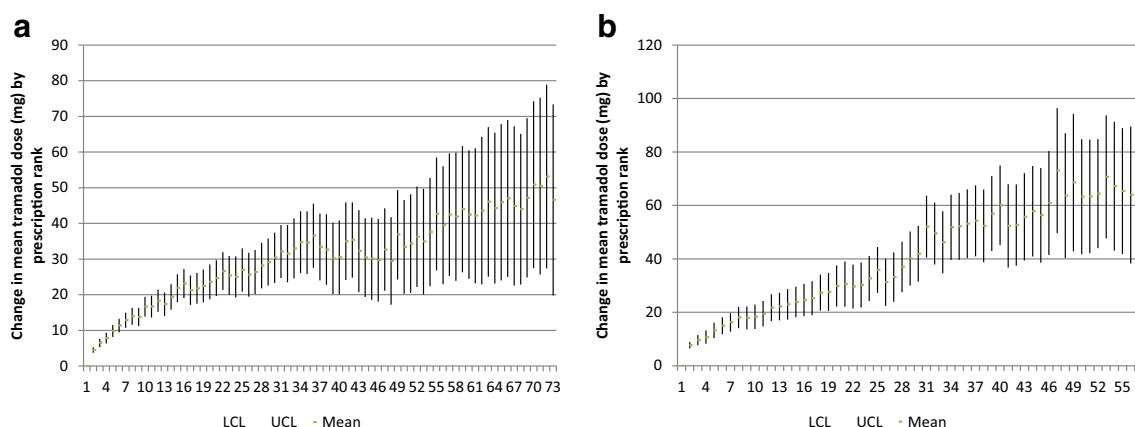 a
90
80
70
60
50
40
30
20
10
0
Change in mean tramadol dose (mg) by
prescription rank
1 4 7 10 13 16 19 22 25 28 31 34 37 40 43 46 49 52 55 58 61 64 67 70 73
LCL UCL Mean
b
120
100
80
60
40
20
0
Change in mean tramadol dose (mg) by
prescription rank
1 4 7 10 13 16 19 22 25 28 31 34 37 40 43 46 49 52 55
LCL UCL Mean